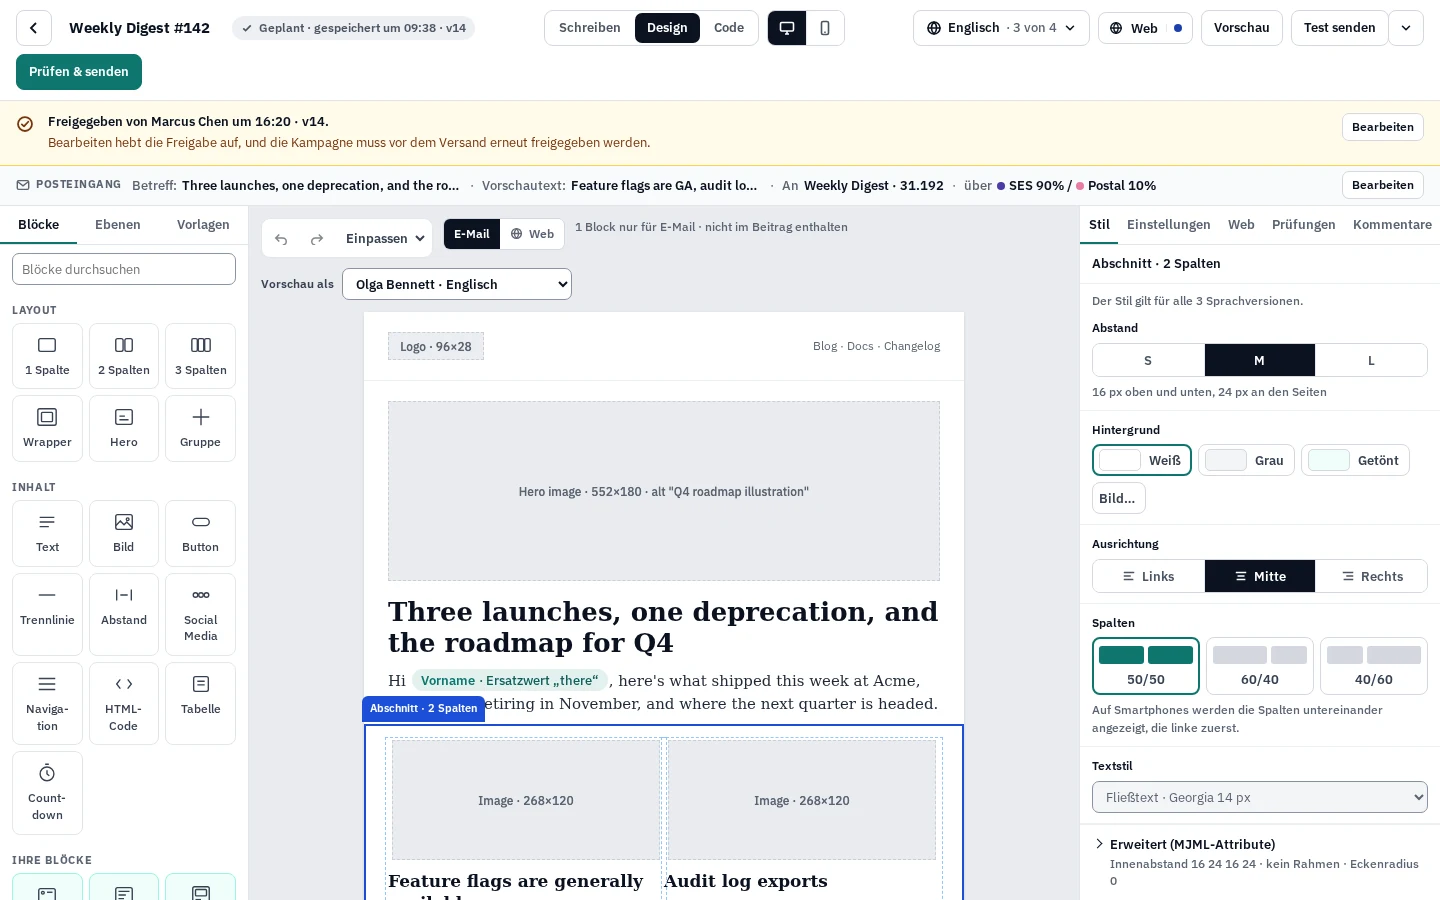 Weekly Digest #142
Geplant · gespeichert um 09:38 · v14
Schreiben
Design
Code
Englisch · 3 von 4
Web
Vorschau
Test senden
Prüfen & senden
Freigegeben von Marcus Chen um 16:20 · v14.
Bearbeiten hebt die Freigabe auf, und die Kampagne muss vor dem Versand erneut freigegeben werden.
Bearbeiten
POSTEINGANG Betreff: Three launches, one deprecation, and the ro… · Vorschautext: Feature flags are GA, audit lo… · An Weekly Digest · 31.192 · über SES 90% / Postal 10%
Bearbeiten
Blöcke
Ebenen
Vorlagen
Blöcke durchsuchen
LAYOUT
1 Spalte
2 Spalten
3 Spalten
Wrapper
Hero
Gruppe
INHALT
Text
Bild
Button
Trennlinie
Abstand
Social
Media
Naviga-
tion
HTML-
Code
Tabelle
Count-
down
IHRE BLÖCKE
Einpassen
E-Mail
Web
1 Block nur für E-Mail · nicht im Beitrag enthalten
Vorschau als
Olga Bennett · Englisch
Logo · 96×28
Blog · Docs · Changelog
Hero image · 552×180 · alt "Q4 roadmap illustration"
Three launches, one deprecation, and
the roadmap for Q4
Hi Vorname · Ersatzwert „there“ , here's what shipped this week at Acme,
etiring in November, and where the next quarter is headed.
Abschnitt · 2 Spalten
Image · 268×120
Image · 268×120
Feature flags are generally
Audit log exports
Stil
Einstellungen
Web
Prüfungen
Kommentare
Abschnitt · 2 Spalten
Der Stil gilt für alle 3 Sprachversionen.
Abstand
S
M
L
16 px oben und unten, 24 px an den Seiten
Hintergrund
Weiß
Grau
Getönt
Bild…
Ausrichtung
Links
Mitte
Rechts
Spalten
50/50
60/40
40/60
Auf Smartphones werden die Spalten untereinander
angezeigt, die linke zuerst.
Textstil
Fließtext · Georgia 14 px
Erweitert (MJML-Attribute)
Innenabstand 16 24 16 24 · kein Rahmen · Eckenradius
0